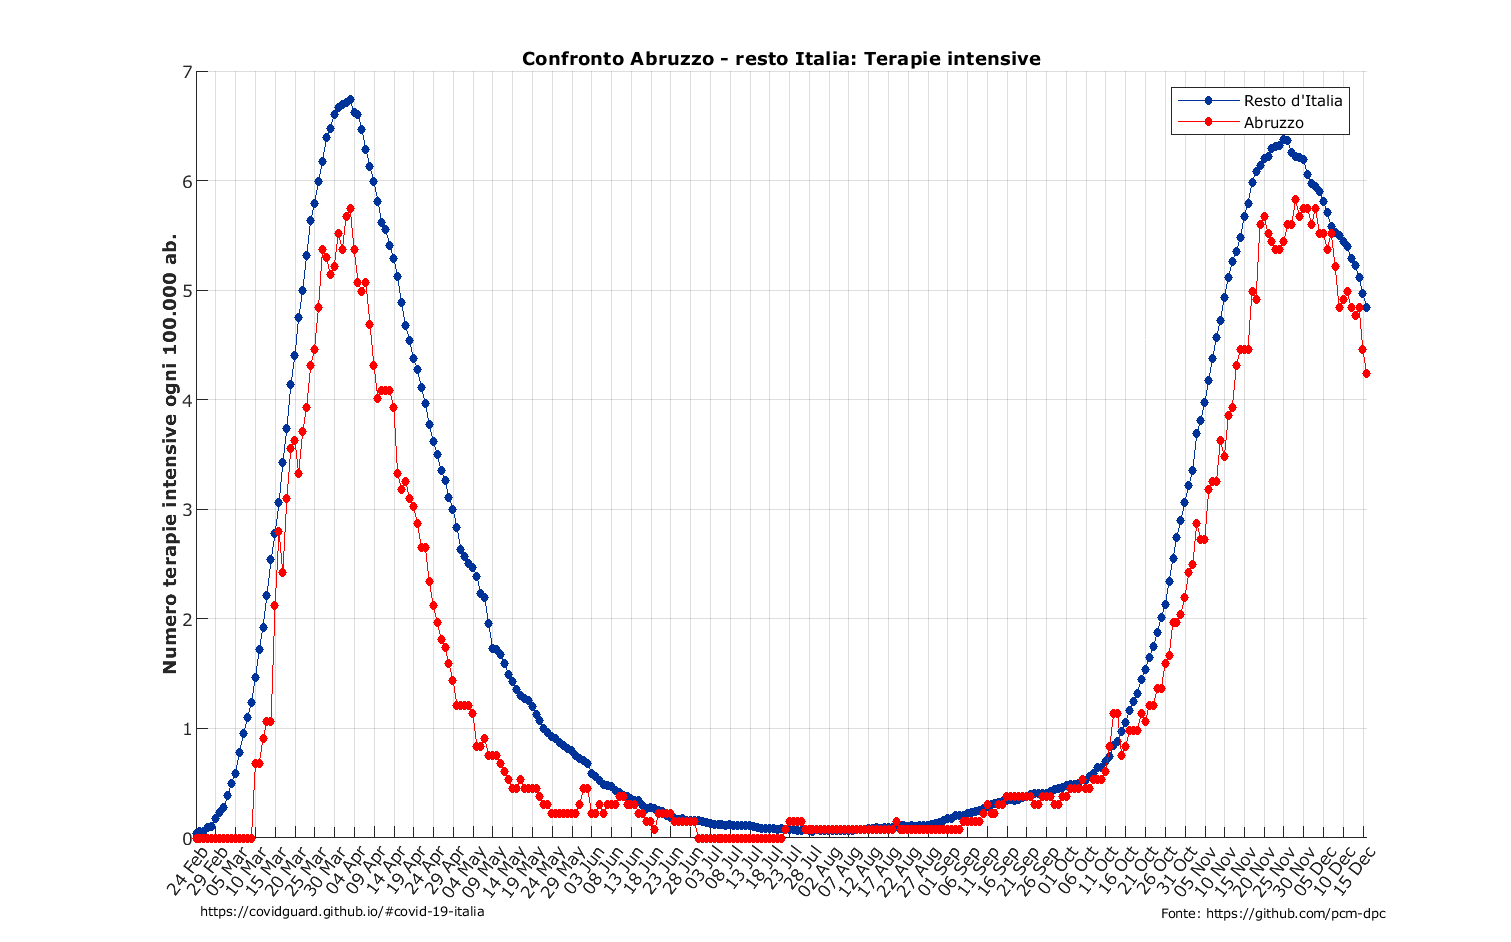 Confronto Abruzzo - resto Italia: Terapie intensive
Resto d'Italia
Abruzzo
Numero terapie intensive ogni 100.000 ab.
7
6
5
4
3
2
1
0
24 Feb
29 Feb
05 Mar
10 Mar
15 Mar
20 Mar
25 Mar
30 Mar
04 Apr
09 Apr
14 Apr
19 Apr
24 Apr
29 Apr
04 May
09 May
14 May
19 May
24 May
29 May
03 Jun
08 Jun
13 Jun
18 Jun
23 Jun
28 Jun
03 Jul
08 Jul
13 Jul
18 Jul
23 Jul
28 Jul
02 Aug
07 Aug
12 Aug
17 Aug
22 Aug
27 Aug
01 Sep
06 Sep
11 Sep
16 Sep
21 Sep
26 Sep
01 Oct
06 Oct
11 Oct
16 Oct
21 Oct
26 Oct
31 Oct
05 Nov
10 Nov
15 Nov
20 Nov
25 Nov
30 Nov
05 Dec
10 Dec
15 Dec
https://covidguard.github.io/#covid-19-italia
Fonte: https://github.com/pcm-dpc